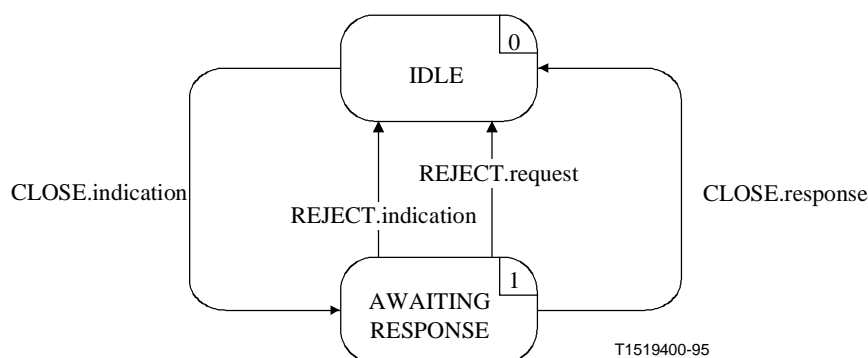 0
IDLE
CLOSE.indication
REJECT.request
CLOSE.response
REJECT.indication
1
AWAITING
RESPONSE
T1519400-95